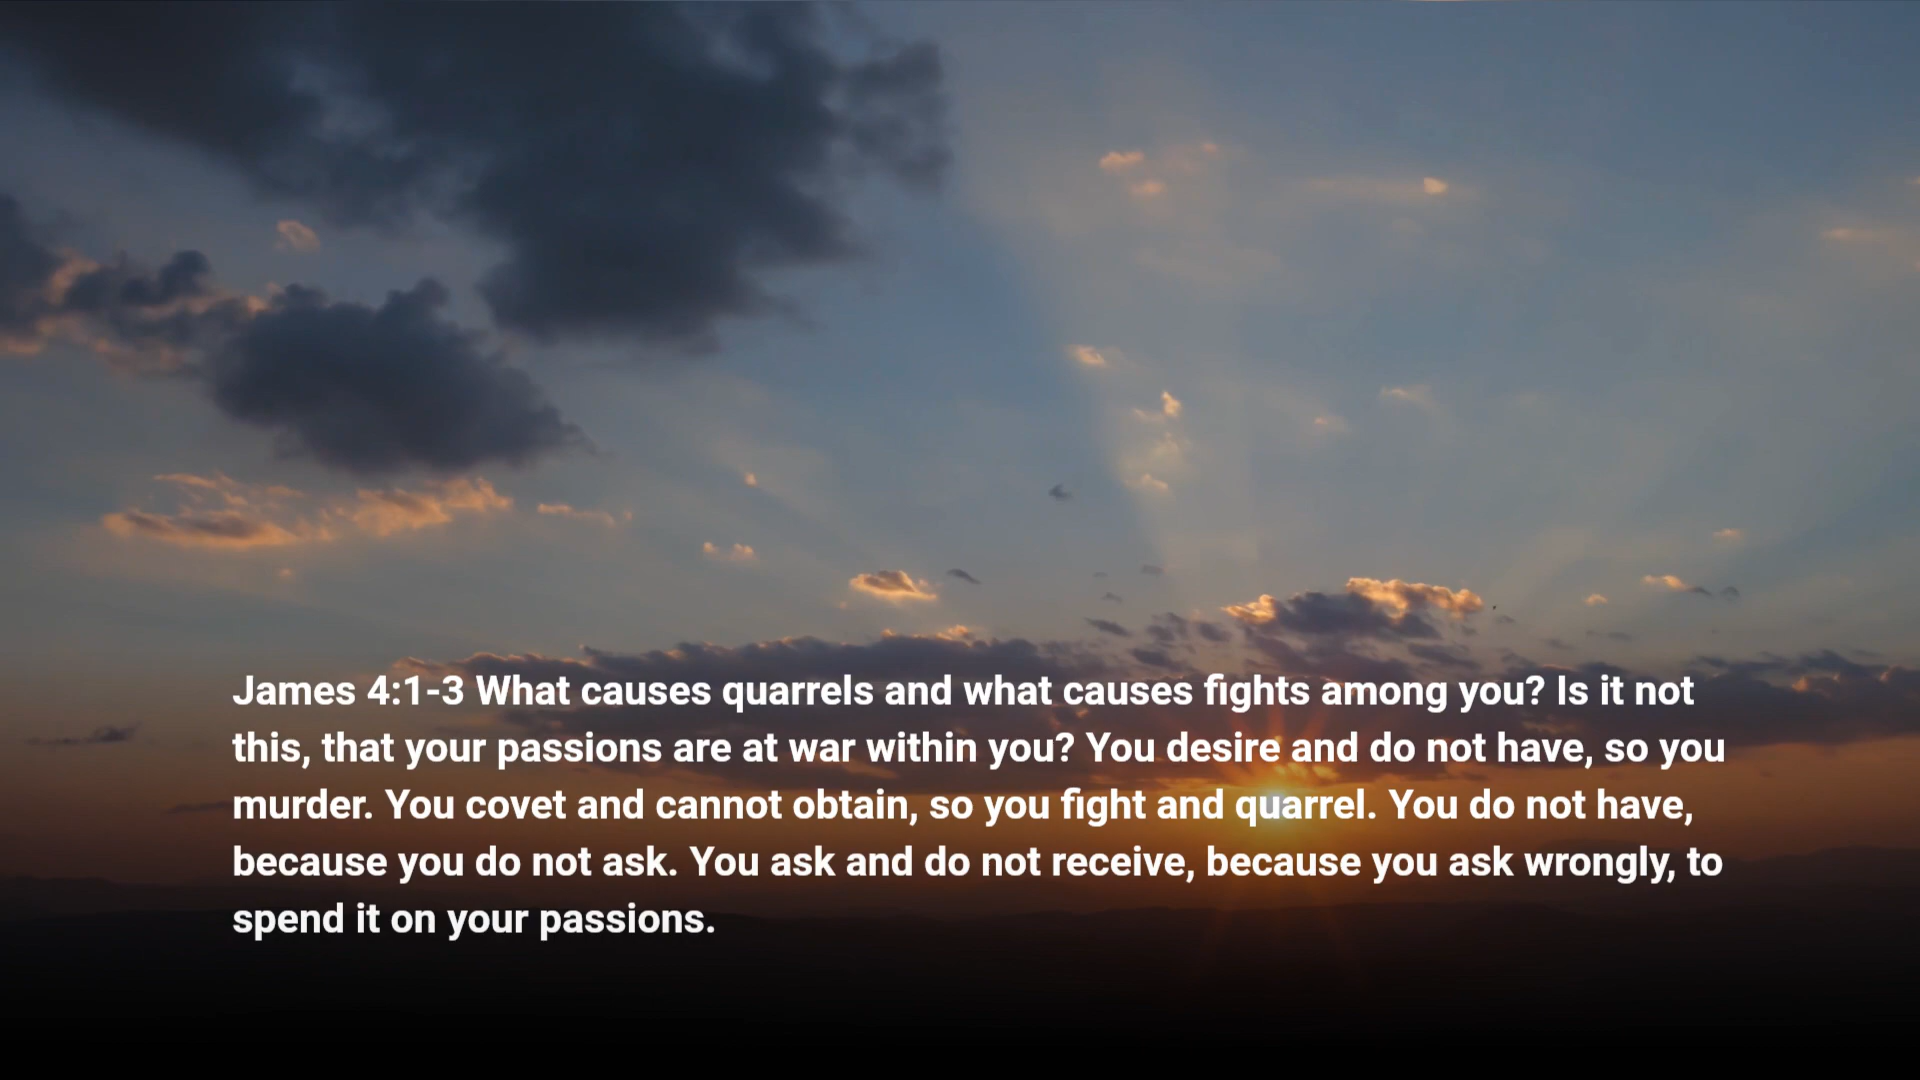 James 4:1-3 What causes quarrels and what causes fights among you? Is it not
this, that your passions are at war within you? You desire and do not have, so you
murder. You covet and cannot obtain, so you fight and quarrel. You do not have,
because you do not ask. You ask and do not receive, because you ask wrongly, to
spend it on your passions.